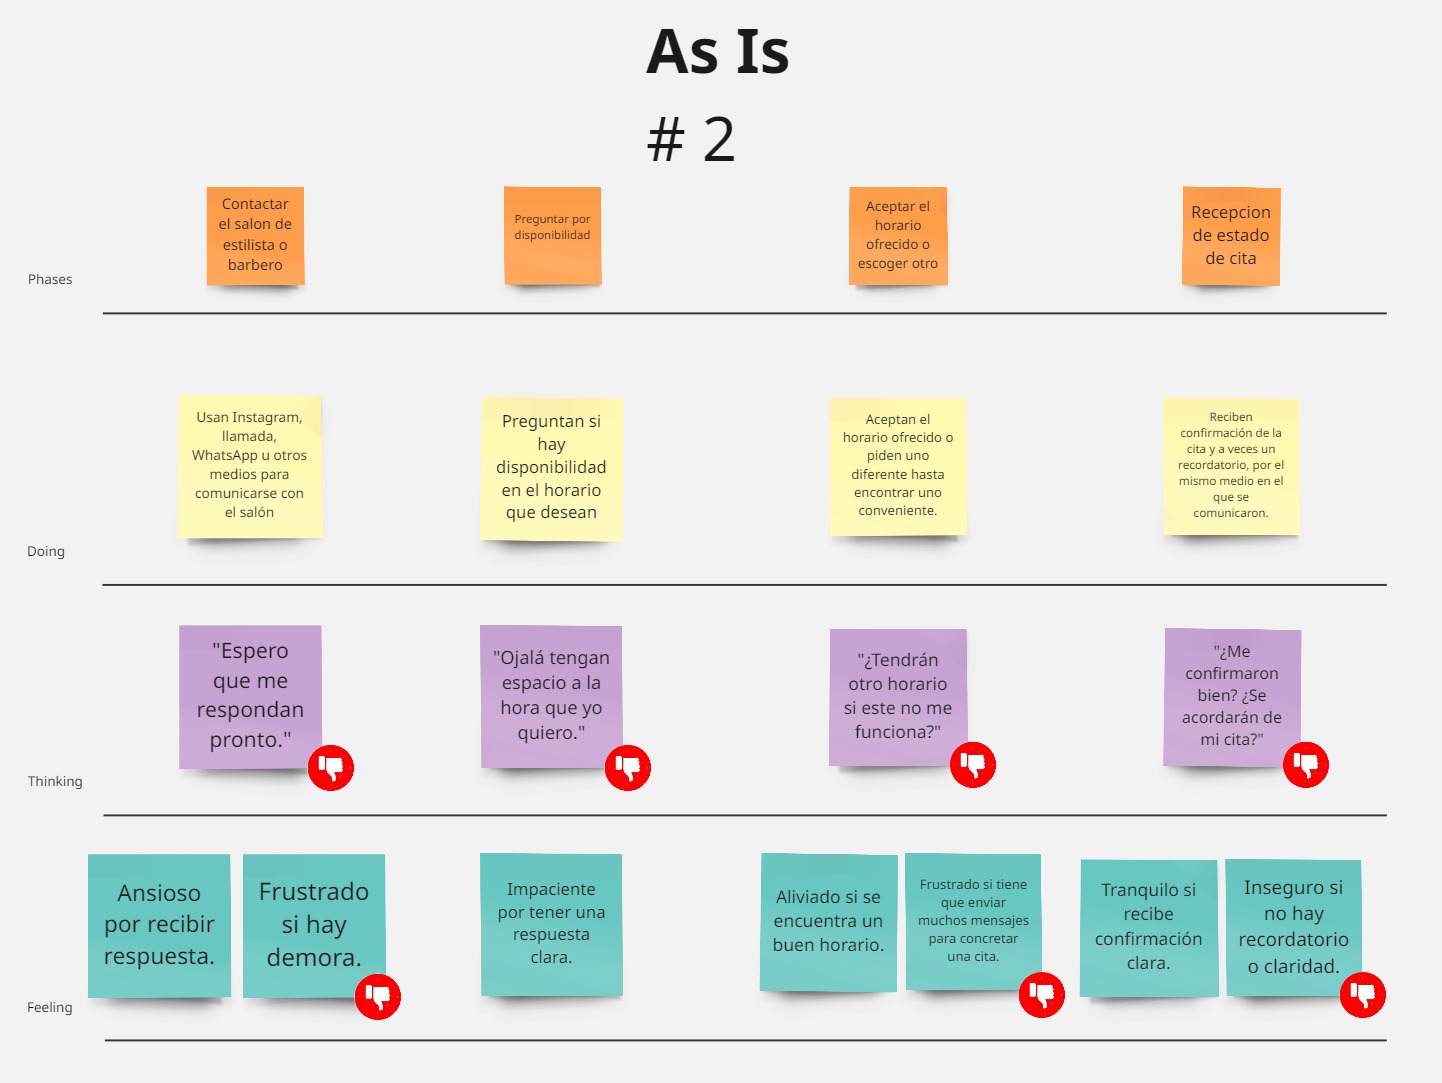 As Is
# 2
Contactar
el salon de
estilista o
barbero
Preguntar por
disponibilidad
Aceptar el
horario
ofrecido o
escoger otro
Recepcion
de estado
de cita
Phases
Usan Instagram,
llamada,
WhatsApp u otros
medios para
comunicarse con
el salón
Preguntan si
hay
disponibilidad
en el horario
que desean
Aceptan el
horario ofrecido o
piden uno
diferente hasta
encontrar uno
conveniente.
Reciben
confirmación de la
cita y a veces un
recordatorio, por el
mismo medio en el
que se
comunicaron.
Doing
"Espero
que me
respondan
pronto."
"Ojalá tengan
espacio a la
hora que yo
quiero."
"¿Tendrán
otro horario
si este no me
funciona?"
"¿Me
confirmaron
bien? ¿Se
acordarán de
mi cita?"
Thinking
Ansioso
por recibir
respuesta.
Frustrado
si hay
demora.
Impaciente
por tener una
respuesta
clara.
Aliviado si se
encuentra un
buen horario.
Frustrado si tiene
que enviar
muchos mensajes
para concretar
una cita.
Tranquilo si
recibe
confirmación
clara.
Inseguro si
no hay
recordatorio
o claridad.
Feeling